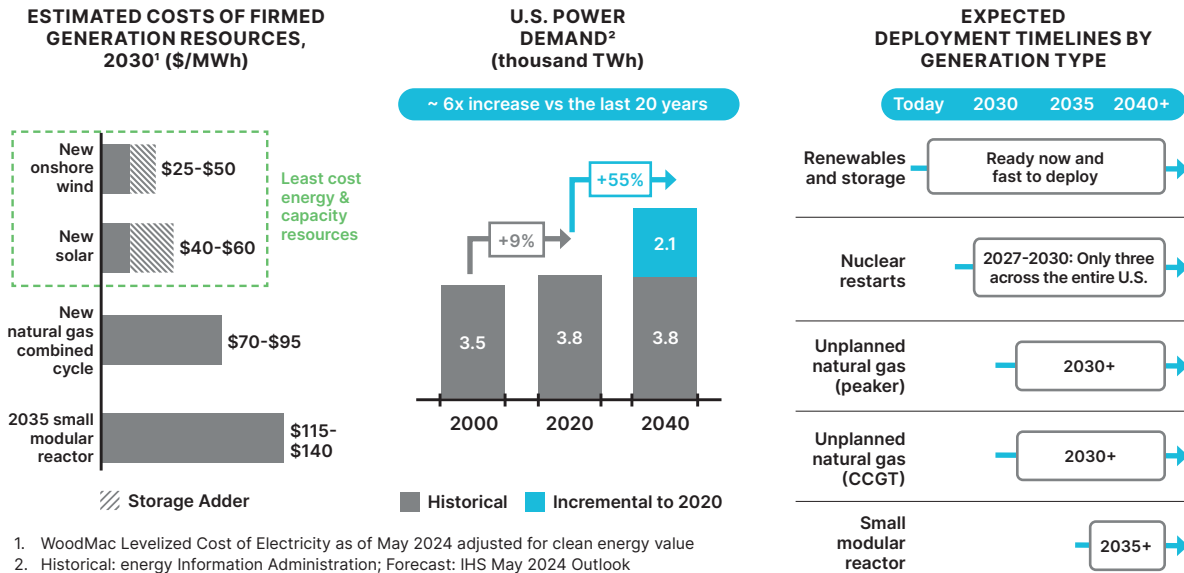 ESTIMATED COSTS OF FIRMED
GENERATION RESOURCES,
2030¹ ($/MWh)
New
onshore
wind
$25-$50
New
solar
$40-$60
Least cost
energy &
capacity
resources
New
natural gas
combined
cycle
$70-$95
2035 small
modular
reactor
$115-
$140
Storage Adder
U.S. POWER
DEMAND²
(thousand TWh)
~ 6x increase vs the last 20 years
+55%
+9%
2.1
3.5
3.8
3.8
2000
2020
2040
Historical
Incremental to 2020
EXPECTED
DEPLOYMENT TIMELINES BY
GENERATION TYPE
Today 2030 2035 2040+
Renewables
and storage
Ready now and
fast to deploy
Nuclear
restarts
2027-2030: Only three
across the entire U.S.
Unplanned
natural gas
(peaker)
2030+
Unplanned
natural gas
(CCGT)
2030+
Small
modular
reactor
2035+
1. WoodMac Levelized Cost of Electricity as of May 2024 adjusted for clean energy value
2. Historical: energy Information Administration; Forecast: IHS May 2024 Outlook